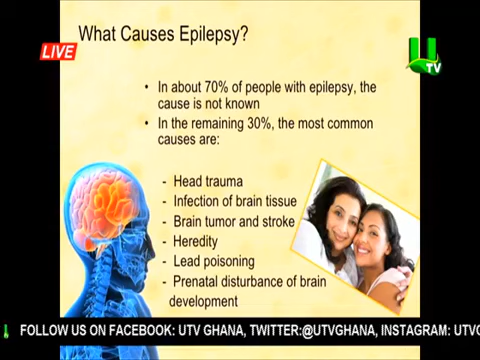 What Causes Epilepsy?
LIVE
U
TV
• In about 70% of people with epilepsy, the
cause is not known
• In the remaining 30%, the most common
causes are:
- Head trauma
- Infection of brain tissue
- Brain tumor and stroke
- Heredity
- Lead poisoning
- Prenatal disturbance of brain
development
FOLLOW US ON FACEBOOK: UTV GHANA, TWITTER:@UTVGHANA, INSTAGRAM: UTVG